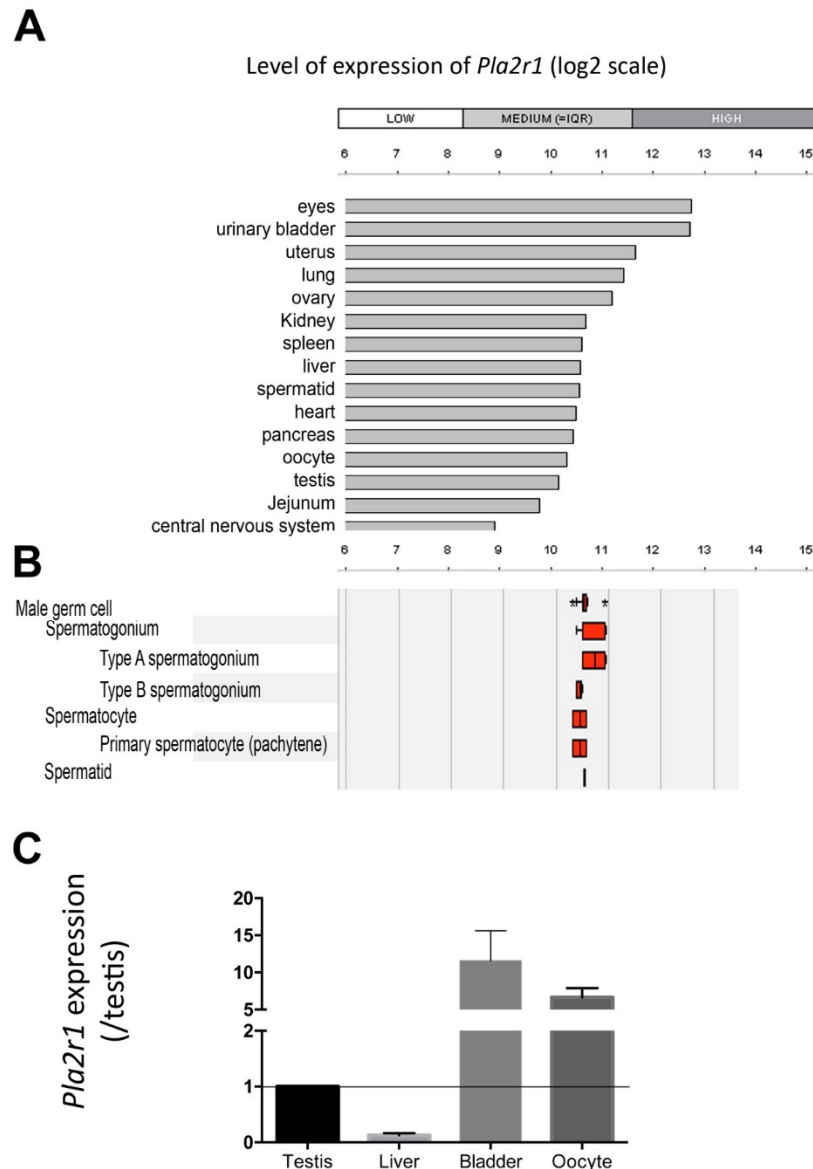 A
Level of expression of Pla2r1 (log2 scale)
LOW MEDIUM (=IQR) HIGH
6 7 8 9 10 11 12 13 14 15
eyes
urinary bladder
uterus
lung
ovary
Kidney
spleen
liver
spermatid
heart
pancreas
oocyte
testis
Jejunum
central nervous system
B
6 7 8 9 10 11 12 13 14 15
Male germ cell
Spermatogonium
Type A spermatogonium
Type B spermatogonium
Spermatocyte
Primary spermatocyte (pachytene)
Spermatid
C
Pla2r1 expression
(/testis)
20
15
10
5
2
1
0
Testis Liver Bladder Oocyte